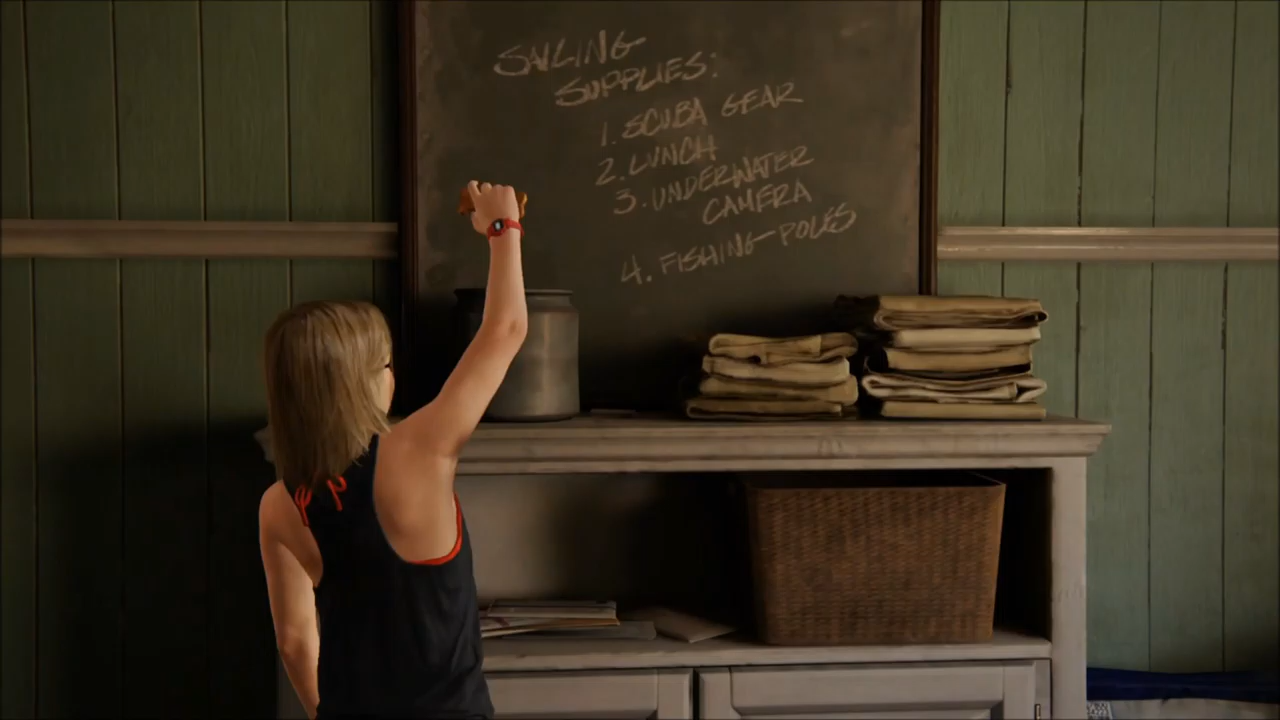 SAILING
SUPPLIES:
1. SCUBA GEAR
2. LUNCH
3. UNDERWATER
CAMERA
4. FISHING POLES